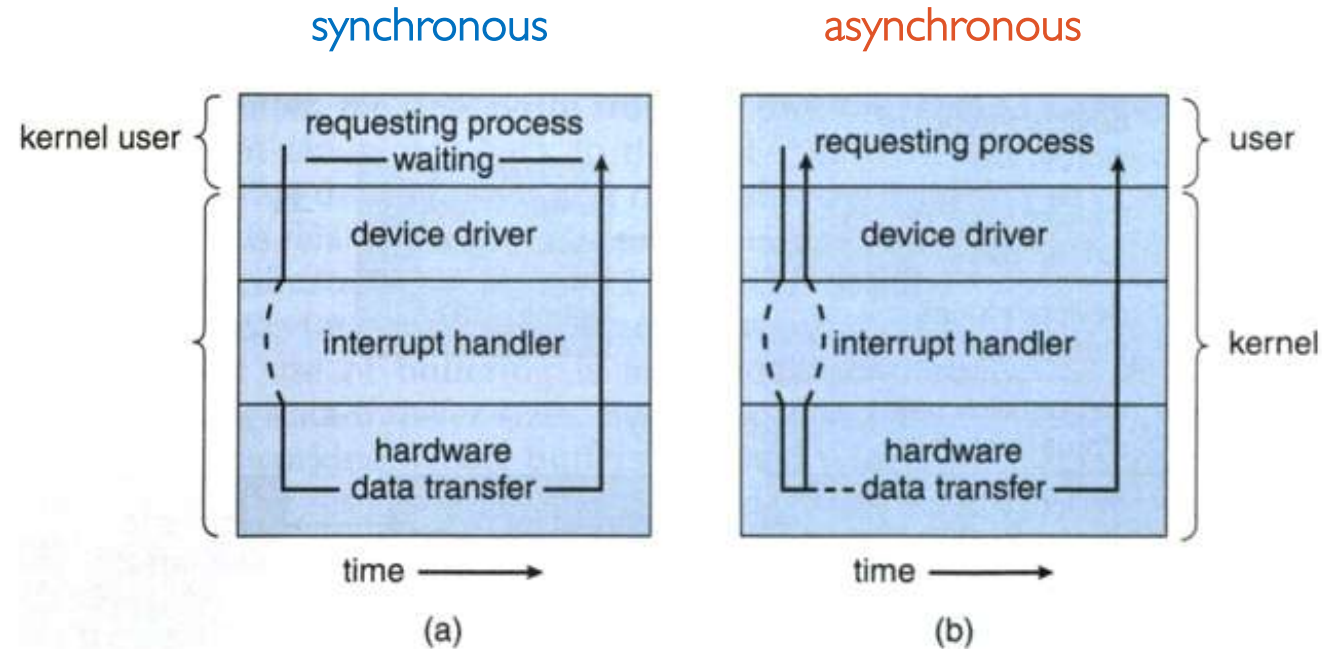 synchronous
asynchronous
kernel user
requesting process
waiting
device driver
interrupt handler
hardware
data transfer
time
(a)
requesting process
device driver
interrupt handler
hardware
data transfer
user
kernel
time
(b)